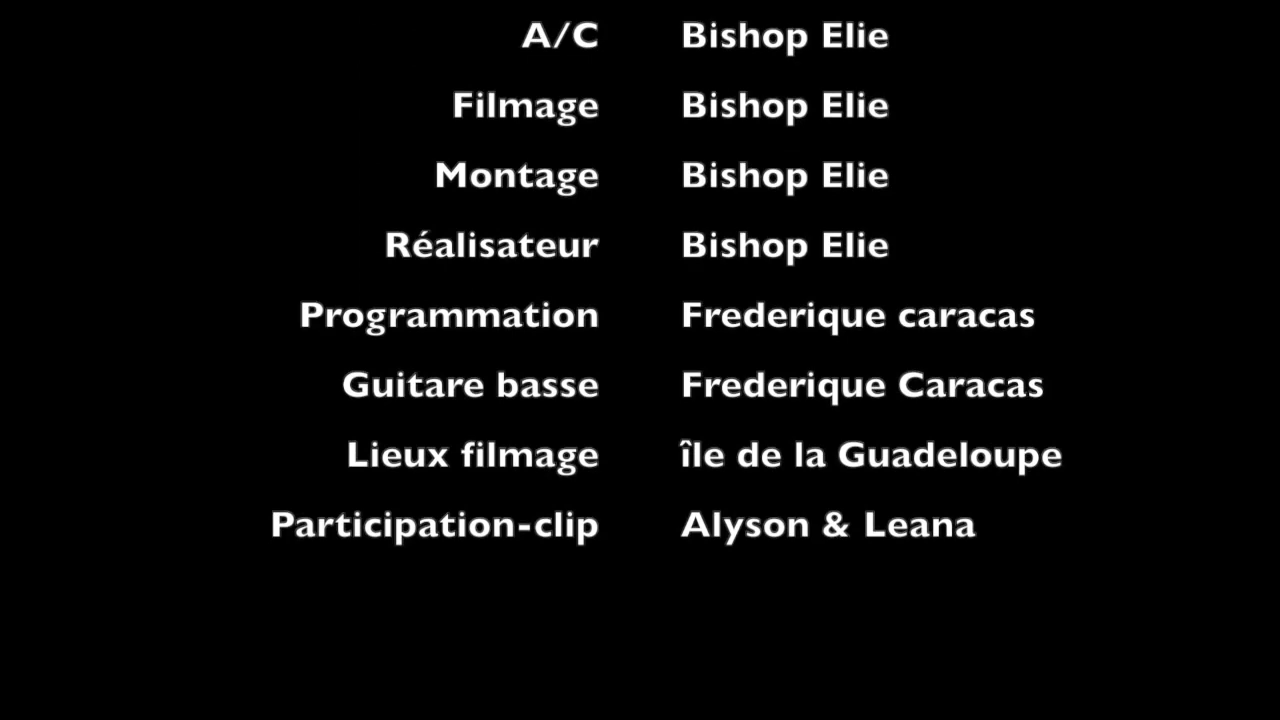 A/C Bishop Elie
Filmage Bishop Elie
Montage Bishop Elie
Réalisateur Bishop Elie
Programmation Frederique caracas
Guitare basse Frederique Caracas
Lieux filmage île de la Guadeloupe
Participation-clip Alyson & Leana